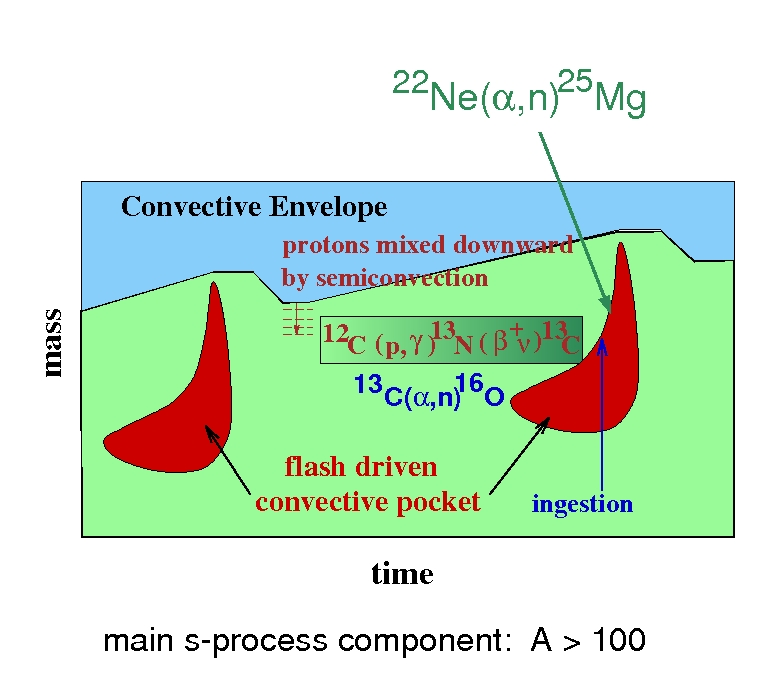 ²²Ne(α,n)²⁵Mg
Convective Envelope
protons mixed downward
by semiconvection
¹²C (p,γ)¹³N(β⁺ν)¹³C
¹³C(α,n)¹⁶O
flash driven
convective pocket
ingestion
mass
time
main s-process component: A > 100